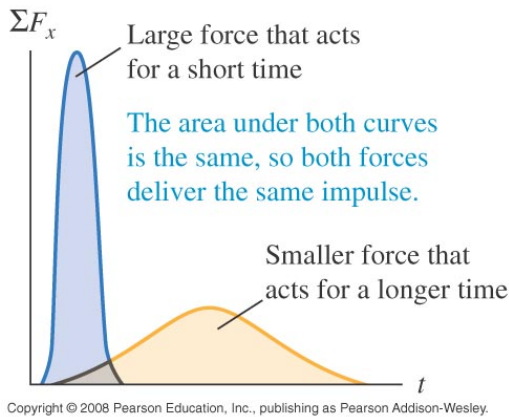 ΣFx
Large force that acts
for a short time
The area under both curves
is the same, so both forces
deliver the same impulse.
Smaller force that
acts for a longer time
t
Copyright © 2008 Pearson Education, Inc., publishing as Pearson Addison-Wesley.